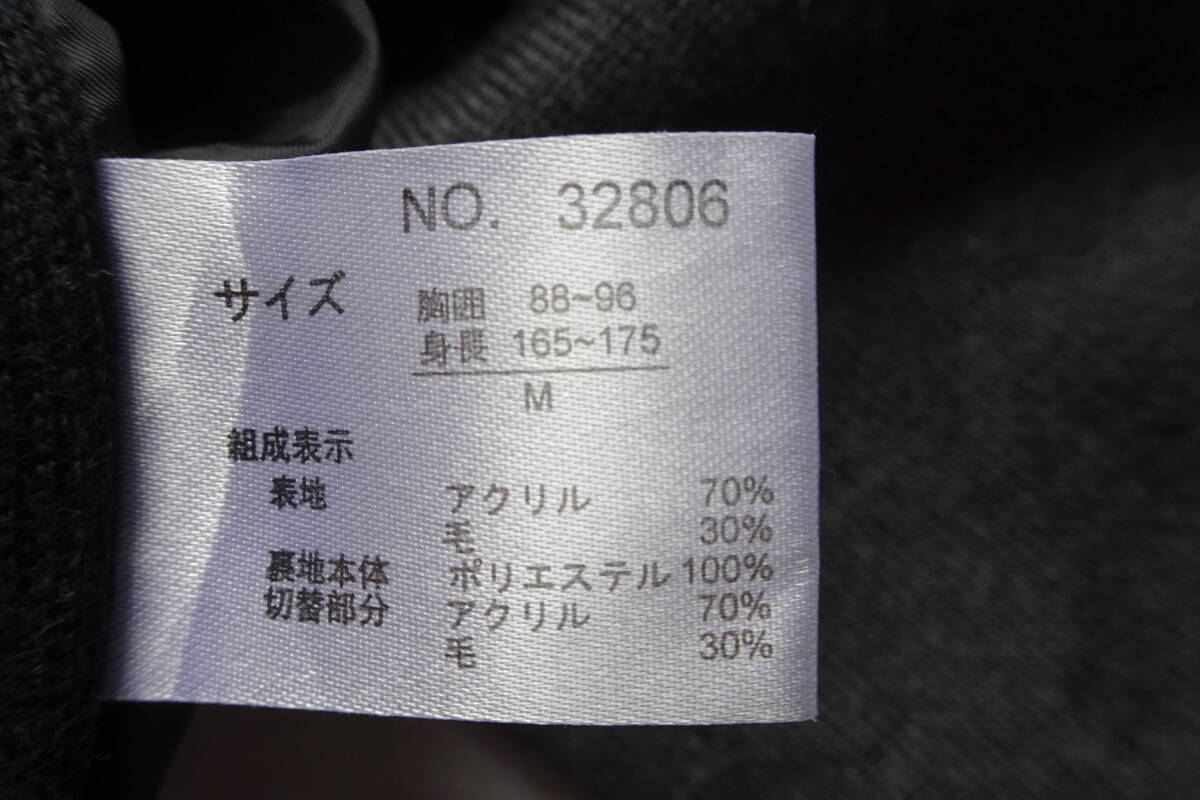 NO. 32806
サイズ 胸囲 88~96
身長 165~175
M
組成表示
表地 アクリル 70%
毛 30%
裏地本体 ポリエステル 100%
切替部分 アクリル 70%
毛 30%